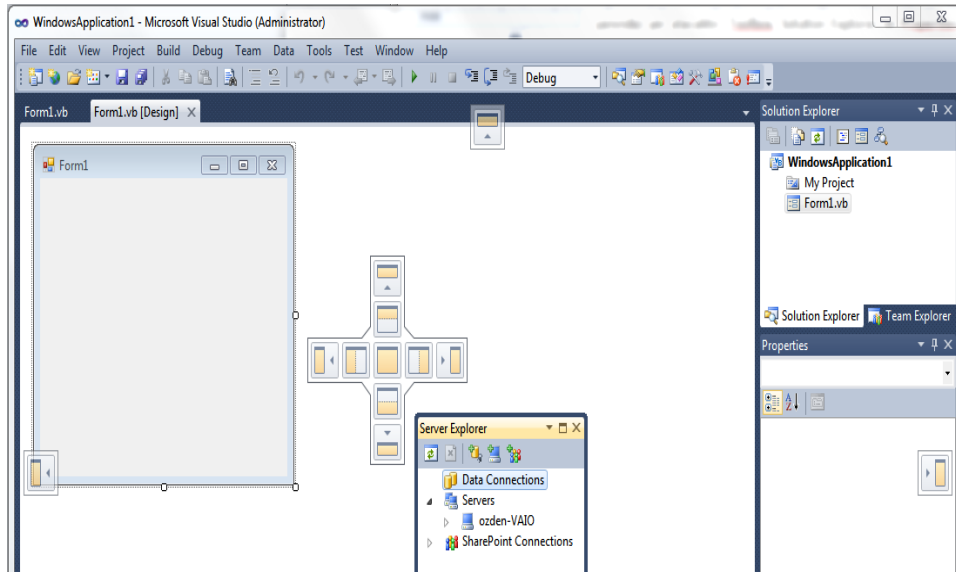 WindowsApplication1 - Microsoft Visual Studio (Administrator)
File Edit View Project Build Debug Team Data Tools Test Window Help
Debug
Form1.vb Form1.vb [Design]
Form1
Solution Explorer
WindowsApplication1
My Project
Form1.vb
Solution Explorer Team Explorer
Properties
Server Explorer
Data Connections
Servers
ozden-VAIO
SharePoint Connections